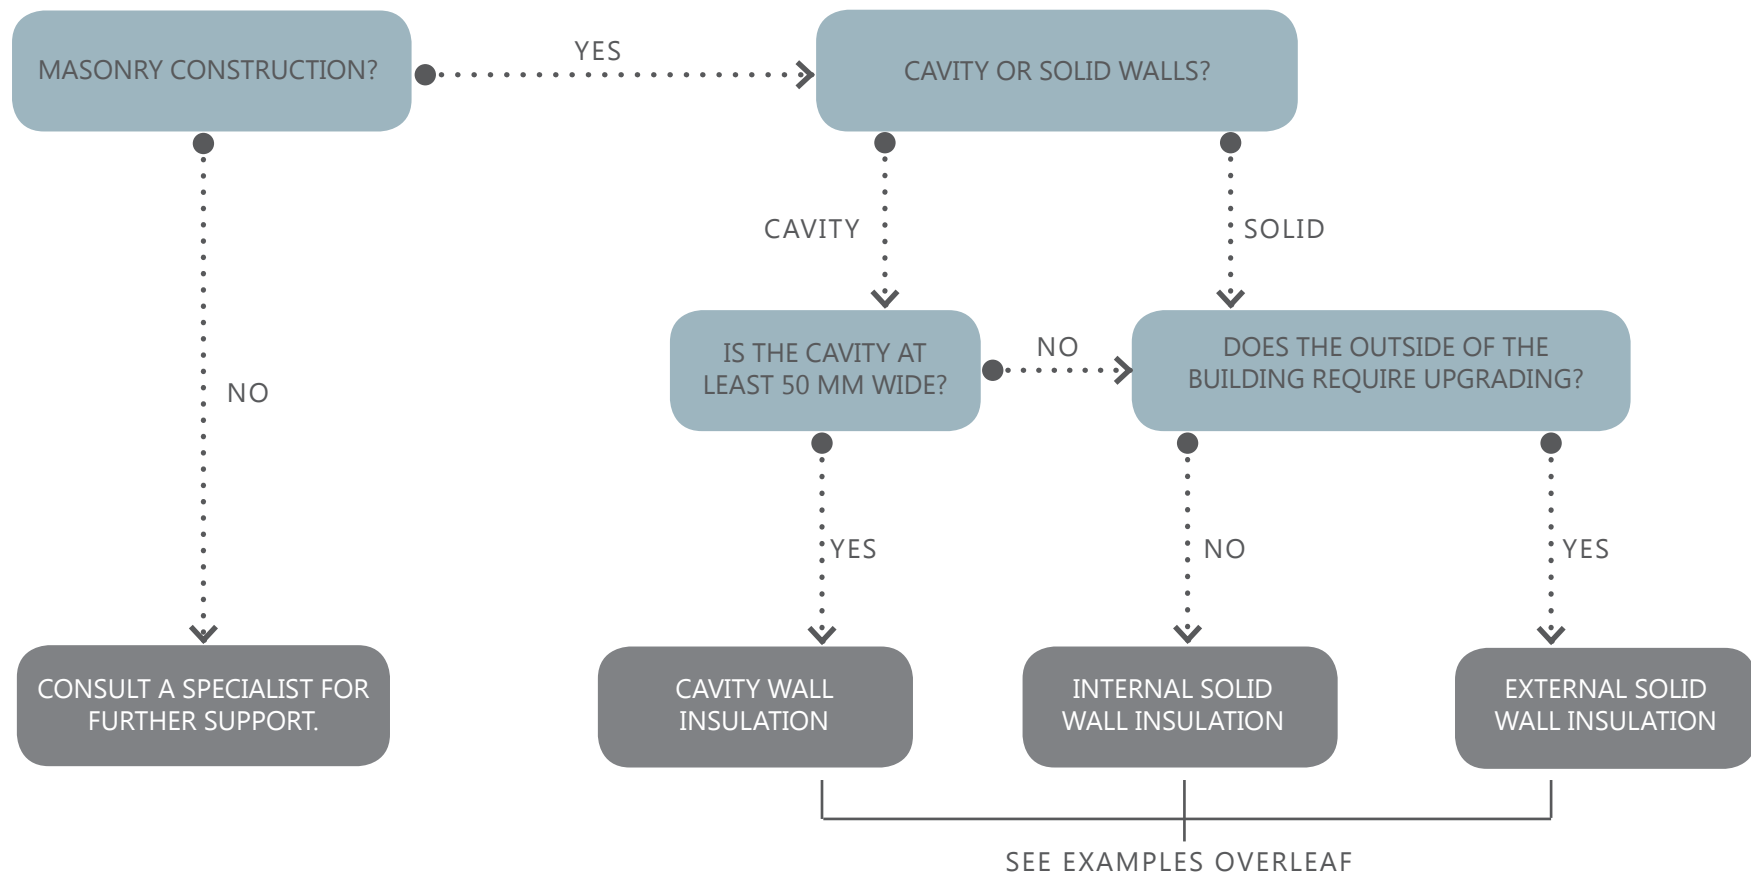 MASONRY CONSTRUCTION?
YES
CAVITY OR SOLID WALLS?
CAVITY
SOLID
IS THE CAVITY AT
LEAST 50 MM WIDE?
NO
DOES THE OUTSIDE OF THE
BUILDING REQUIRE UPGRADING?
NO
YES
NO
YES
CONSULT A SPECIALIST FOR
FURTHER SUPPORT.
CAVITY WALL
INSULATION
INTERNAL SOLID
WALL INSULATION
EXTERNAL SOLID
WALL INSULATION
SEE EXAMPLES OVERLEAF